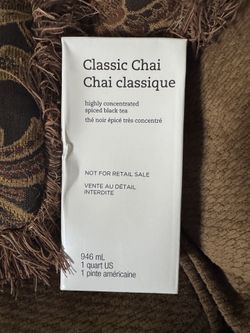 Classic Chai
Chai classique
highly concentrated
spiced black tea
thé noir épicé très concentré
NOT FOR RETAIL SALE
VENTE AU DÉTAIL
INTERDITE
946 mL
1 quart US
1 pinte américaine